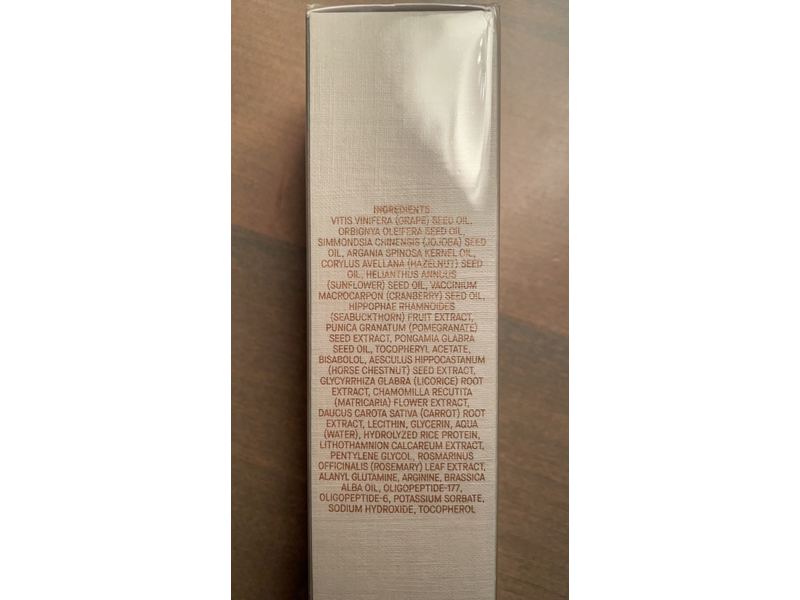 INGREDIENTS
VITIS VINIFERA (GRAPE) SEED OIL,
ORBIGNYA OLEIFERA SEED OIL,
SIMMONDSIA CHINENSIS (JOJOBA) SEED
OIL, ARGANIA SPINOSA KERNEL OIL,
CORYLUS AVELLANA (HAZELNUT) SEED
OIL, HELIANTHUS ANNUUS
(SUNFLOWER) SEED OIL, VACCINIUM
MACROCARPON (CRANBERRY) SEED OIL,
HIPPOPHAE RHAMNOIDES
(SEABUCKTHORN) FRUIT EXTRACT,
PUNICA GRANATUM (POMEGRANATE)
SEED EXTRACT, PONGAMIA GLABRA
SEED OIL, TOCOPHERYL ACETATE,
BISABOLOL, AESCULUS HIPPOCASTANUM
(HORSE CHESTNUT) SEED EXTRACT,
GLYCYRRHIZA GLABRA (LICORICE) ROOT
EXTRACT, CHAMOMILLA RECUTITA
(MATRICARIA) FLOWER EXTRACT,
DAUCUS CAROTA SATIVA (CARROT) ROOT
EXTRACT, LECITHIN, GLYCERIN, AQUA
(WATER), HYDROLYZED RICE PROTEIN,
LITHOTHAMNION CALCAREUM EXTRACT,
PENTYLENE GLYCOL, ROSMARINUS
OFFICINALIS (ROSEMARY) LEAF EXTRACT,
ALANYL GLUTAMINE, ARGININE, BRASSICA
ALBA OIL, OLIGOPEPTIDE-177,
OLIGOPEPTIDE-6, POTASSIUM SORBATE,
SODIUM HYDROXIDE, TOCOPHEROL